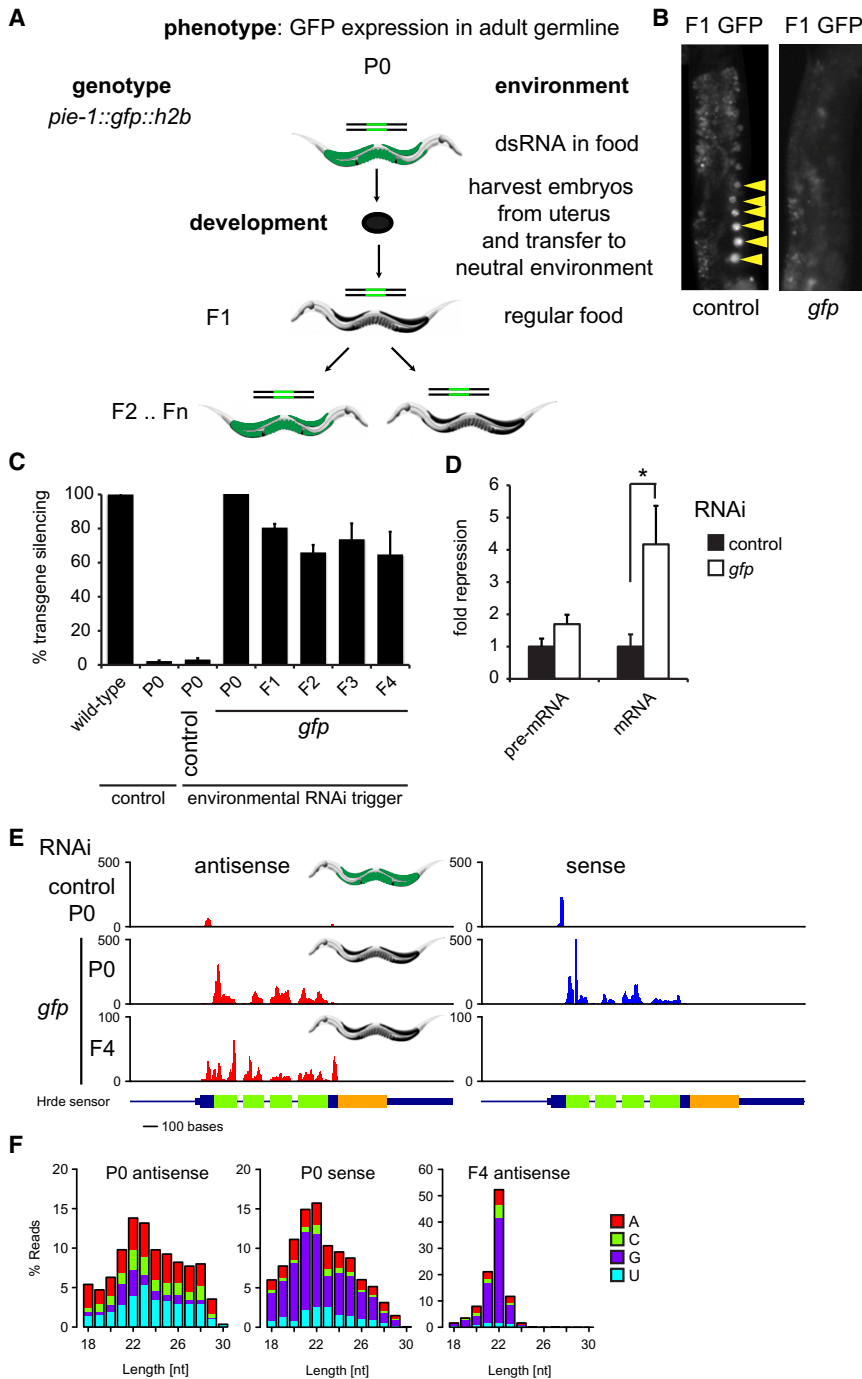 A
phenotype: GFP expression in adult germline
P0
genotype
pie-1::gfp::h2b
environment
dsRNA in food
harvest embryos
from uterus
and transfer to
neutral environment
development
F1
regular food
F2 .. Fn
B
F1 GFP
F1 GFP
control
gfp
C
% transgene silencing
100
80
60
40
20
0
wild-type
P0
P0
control
P0
F1
F2
F3
F4
gfp
control
environmental RNAi trigger
D
fold repression
6
5
4
3
2
1
0
*
RNAi
control
gfp
pre-mRNA
mRNA
E
RNAi
control
P0
antisense
sense
500
0
500
0
gfp
P0
500
0
500
0
F4
100
0
100
0
Hrde sensor
100 bases
F
% Reads
P0 antisense
20
15
10
5
0
18
22
26
30
Length [nt]
P0 sense
20
15
10
5
0
18
22
26
30
Length [nt]
F4 antisense
60
50
40
30
20
10
0
18
22
26
30
Length [nt]
A
C
G
U